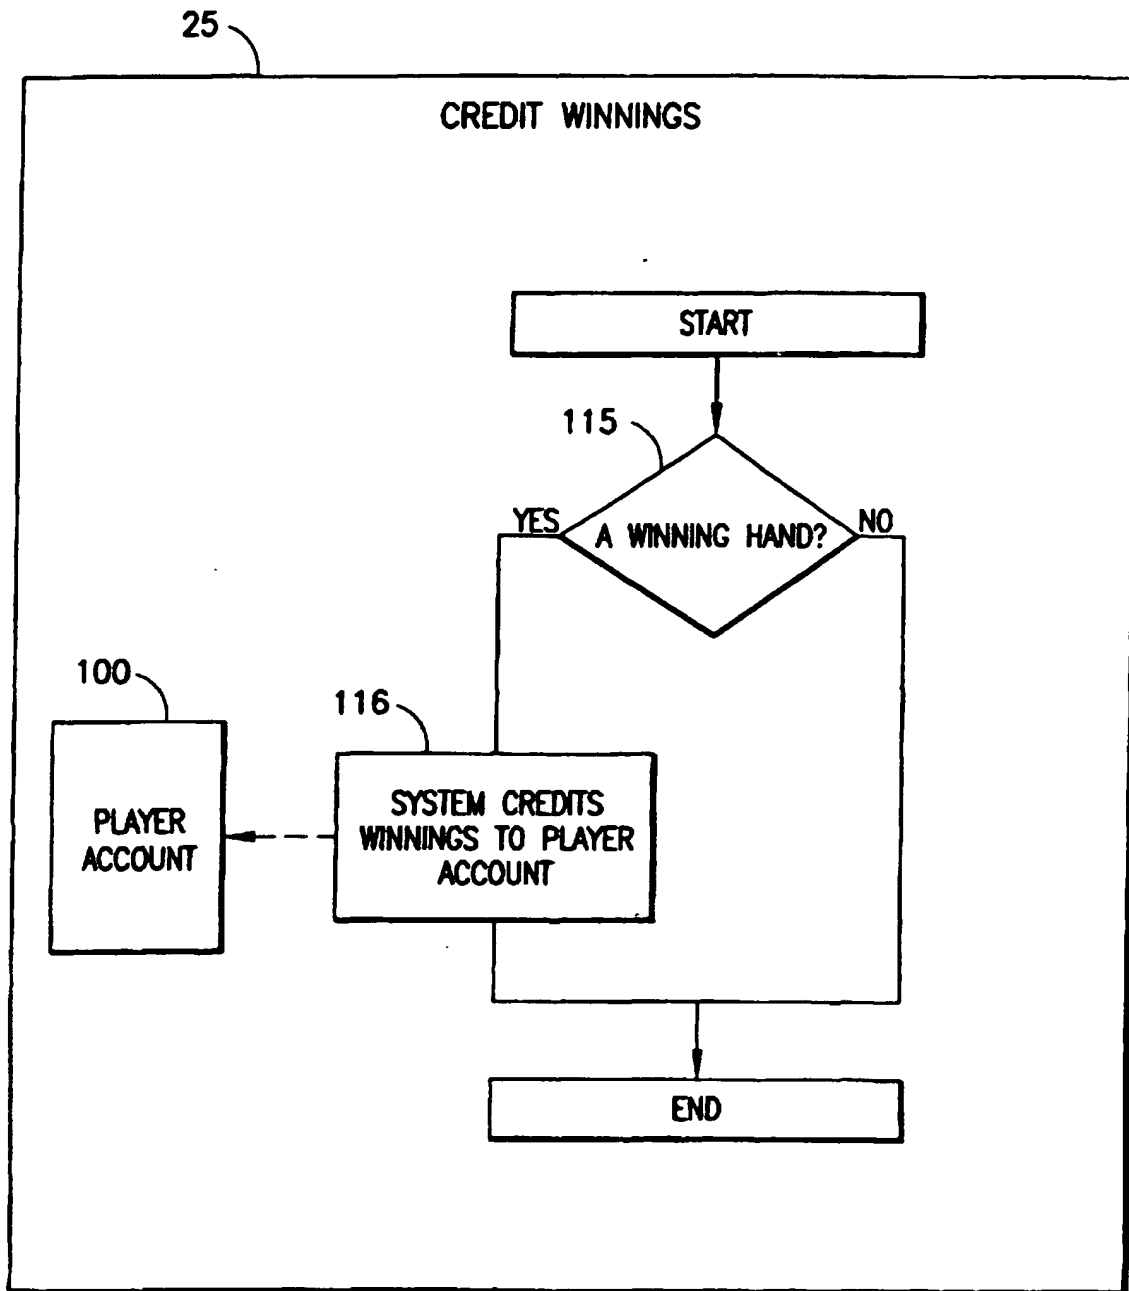 25
CREDIT WINNINGS
START
115
YES
A WINNING HAND?
NO
100
116
PLAYER
ACCOUNT
SYSTEM CREDITS
WINNINGS TO PLAYER
ACCOUNT
END